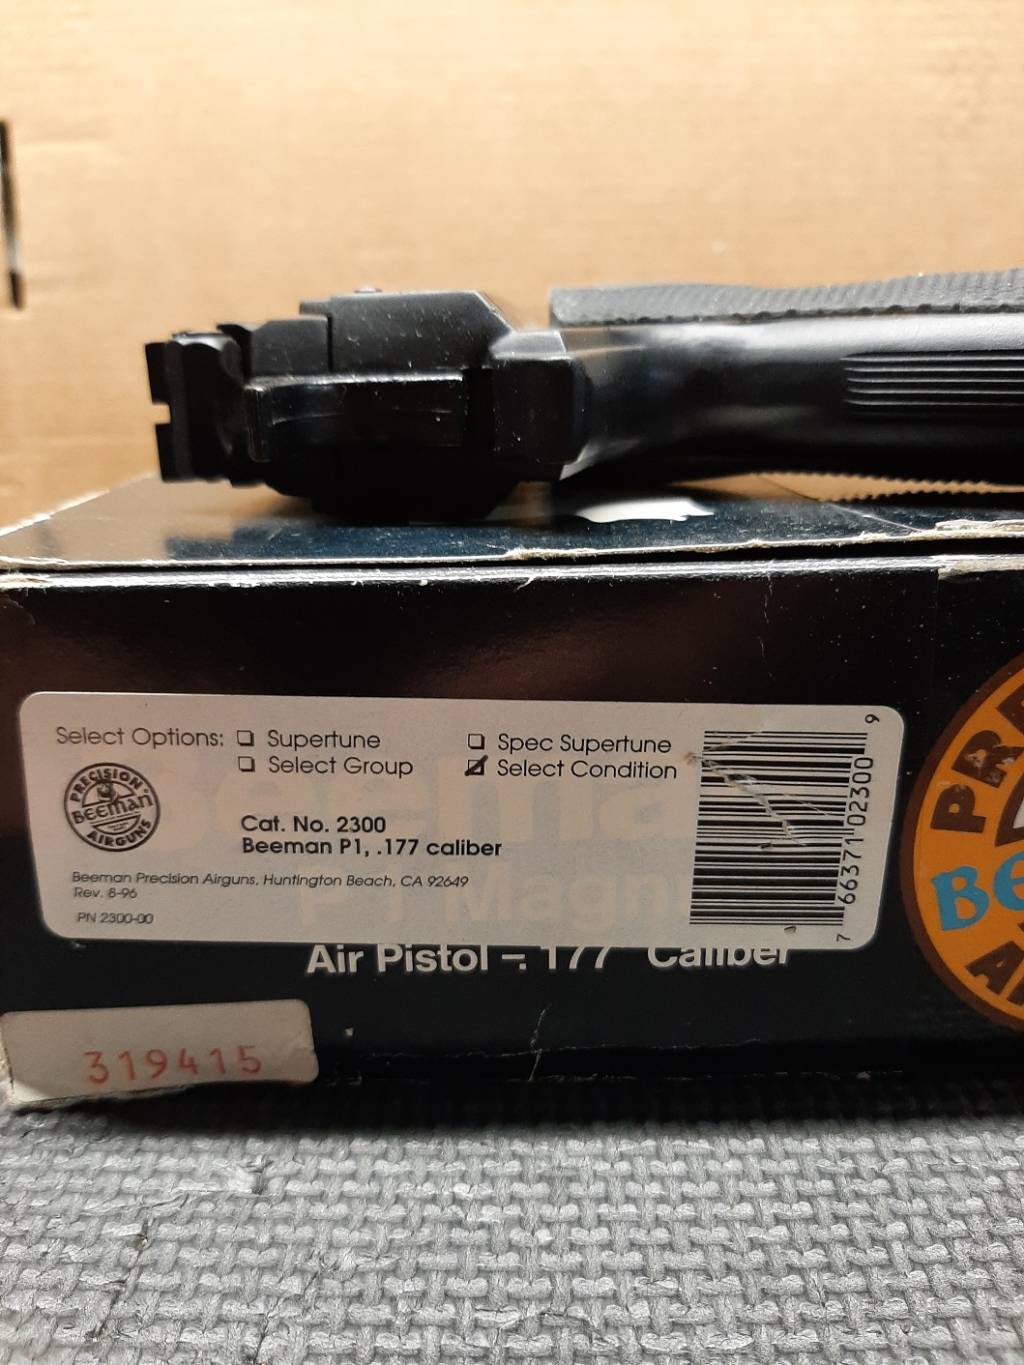 Select Options: ❏ Supertune ❏ Spec Supertune
❏ Select Group ☑ Select Condition
PRECISION
BEEMAN
AIRGUNS
Cat. No. 2300
Beeman P1, .177 caliber
Beeman Precision Airguns, Huntington Beach, CA 92649
Rev. 8-96
PN 2300-00
7 66371 02300 9
P1 Magn
Air Pistol – .177 Caliber
319415